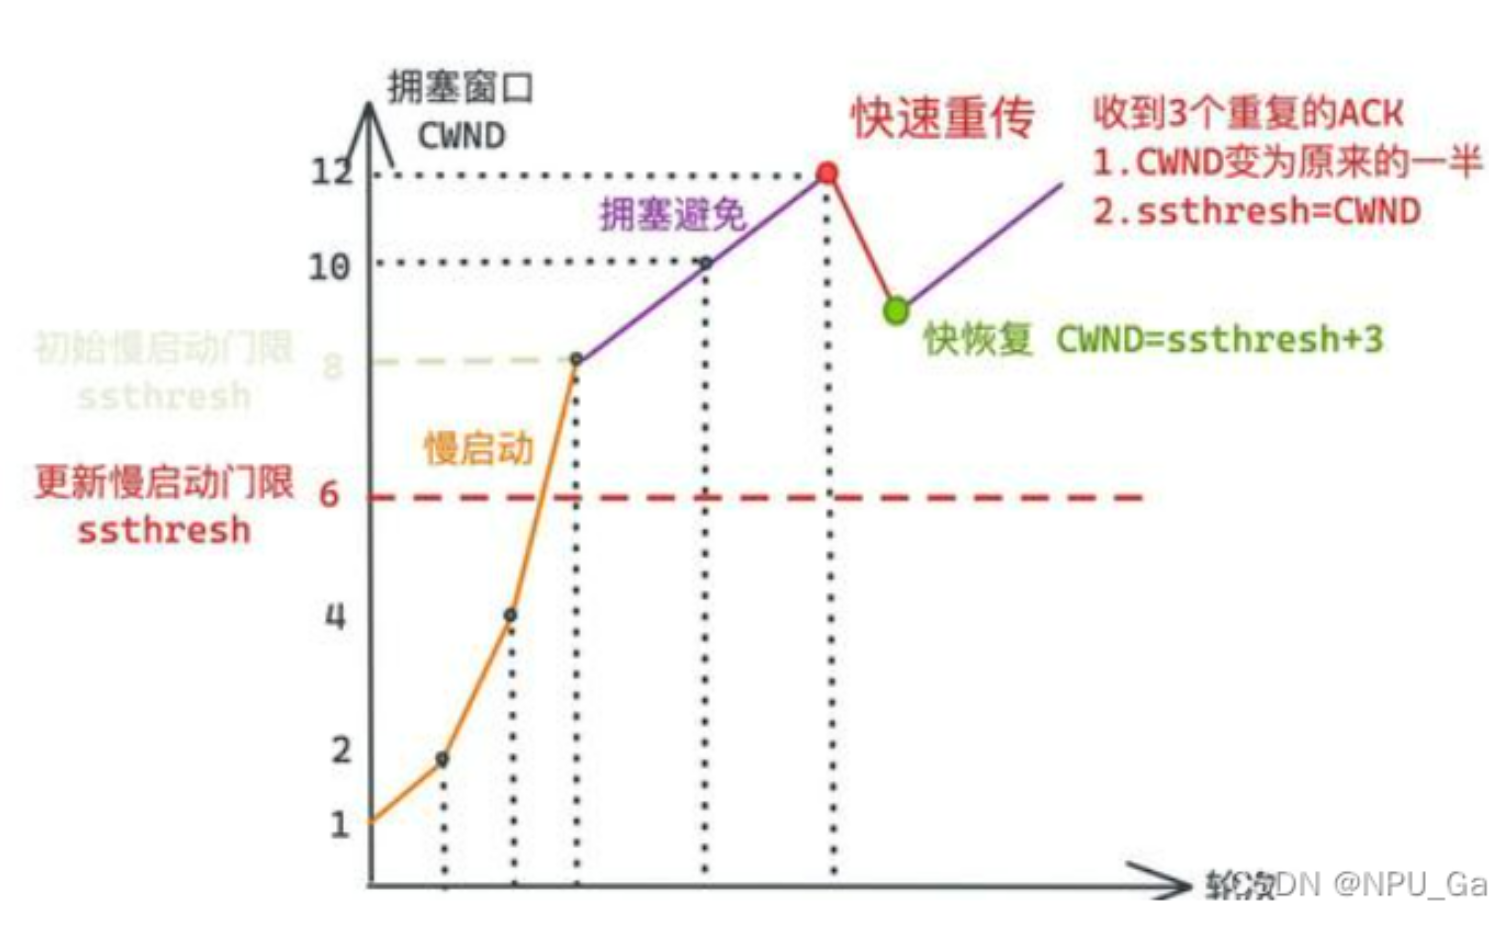 拥塞窗口
CWND
快速重传
收到3个重复的ACK
1.CWND变为原来的一半
2.ssthresh=CWND
12
拥塞避免
10
初始慢启动门限
ssthresh
8
快恢复 CWND=ssthresh+3
慢启动
更新慢启动门限
ssthresh
6
4
2
1
轮次
CSDN @NPU_Ga